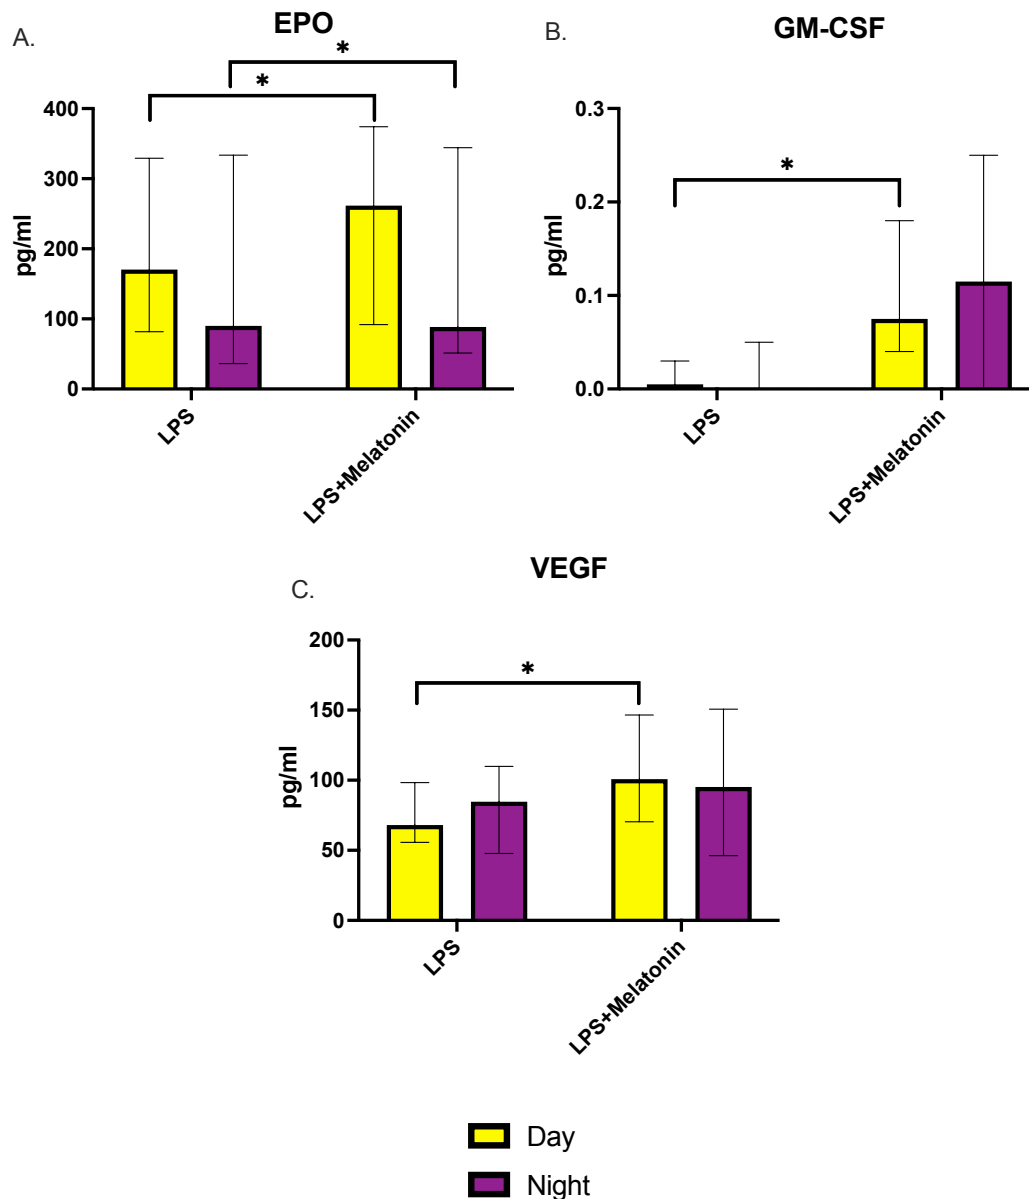 A.
EPO
*
*
400
300
200
100
0
pg/ml
LPS
LPS+Melatonin
B.
GM-CSF
*
0.3
0.2
0.1
0.0
pg/ml
LPS
LPS+Melatonin
C.
VEGF
*
200
150
100
50
0
pg/ml
LPS
LPS+Melatonin
Day
Night